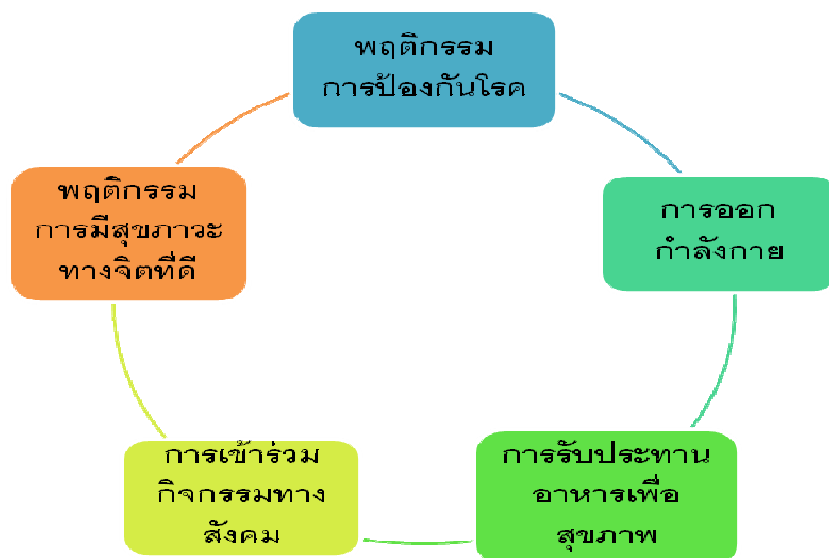 พฤติกรรม
การป้องกันโรค
การออก
กำลังกาย
การรับประทาน
อาหารเพื่อ
สุขภาพ
การเข้าร่วม
กิจกรรมทาง
สังคม
พฤติกรรม
การมีสุขภาวะ
ทางจิตที่ดี